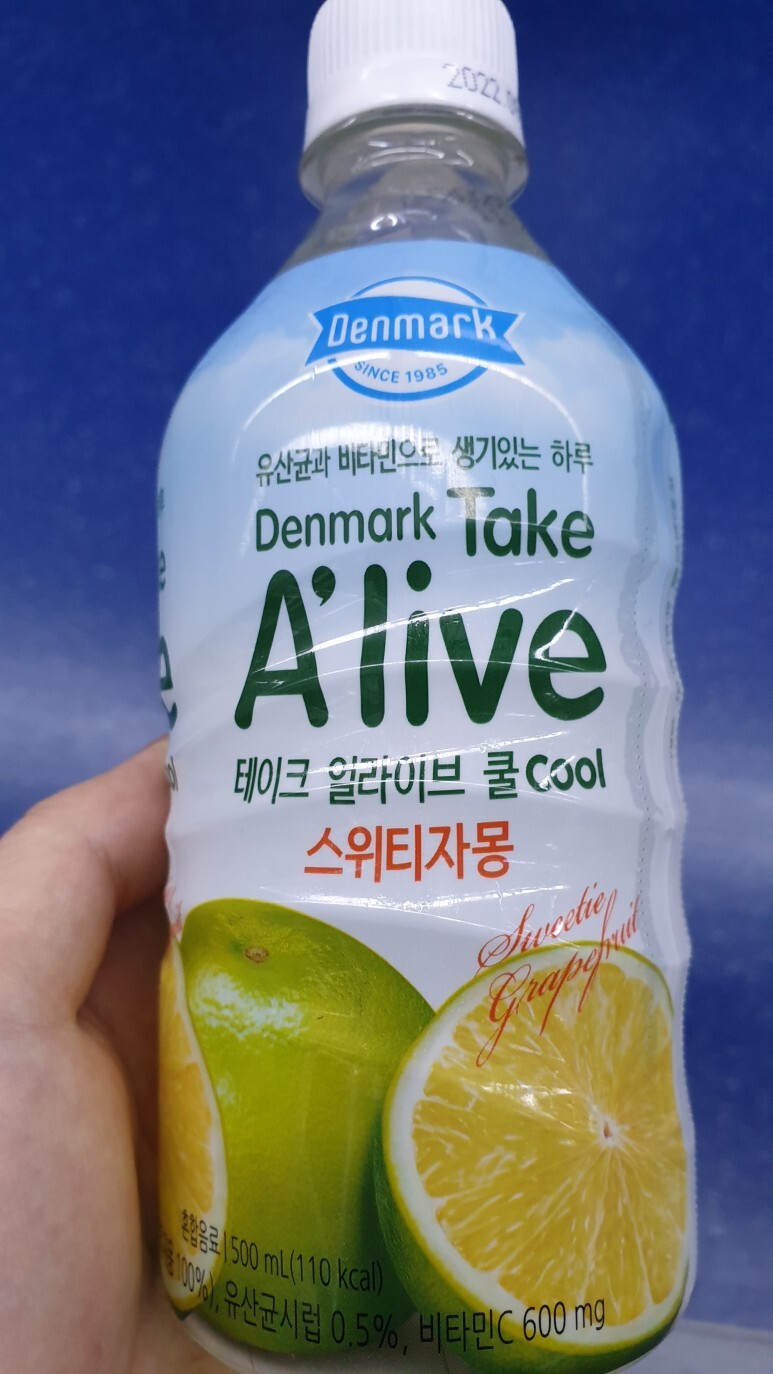 2022.
Denmark
SINCE 1985
유산균과 비타민으로 생기있는 하루
Denmark Take
A'live
테이크 얼라이브 쿨 cool
스위티자몽
Sweetie
Grapefruit
혼합음료 | 500 mL(110 kcal)
100%), 유산균시럽 0.5%, 비타민C 600 mg